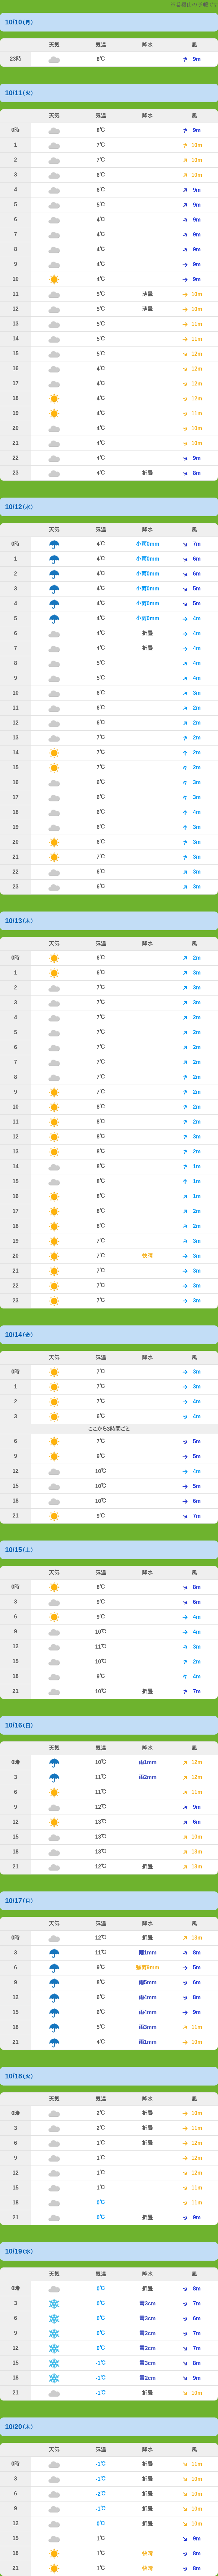 10/10(月)
天気 気温 降水 風
23時 8℃ 9m
10/11(火)
天気 気温 降水 風
0時 8℃ 9m
1 7℃ 10m
2 7℃ 10m
3 6℃ 10m
4 6℃ 9m
5 5℃ 9m
6 4℃ 9m
7 4℃ 9m
8 4℃ 9m
9 4℃ 9m
10 4℃ 9m
11 5℃ 薄曇 10m
12 5℃ 薄曇 10m
13 5℃ 11m
14 5℃ 11m
15 5℃ 12m
16 4℃ 12m
17 4℃ 12m
18 4℃ 12m
19 4℃ 11m
20 4℃ 10m
21 4℃ 10m
22 4℃ 9m
23 4℃ 折曇 8m
10/12(水)
天気 気温 降水 風
0時 4℃ 小雨0mm 7m
1 4℃ 小雨0mm 6m
2 4℃ 小雨0mm 6m
3 4℃ 小雨0mm 5m
4 4℃ 小雨0mm 5m
5 4℃ 小雨0mm 4m
6 4℃ 折曇 4m
7 4℃ 折曇 4m
8 5℃ 4m
9 5℃ 4m
10 6℃ 3m
11 6℃ 2m
12 6℃ 2m
13 7℃ 2m
14 7℃ 2m
15 7℃ 2m
16 6℃ 3m
17 6℃ 3m
18 6℃ 4m
19 6℃ 3m
20 6℃ 3m
21 7℃ 3m
22 6℃ 3m
23 6℃ 3m
10/13(木)
天気 気温 降水 風
0時 6℃ 2m
1 6℃ 3m
2 7℃ 3m
3 7℃ 3m
4 7℃ 2m
5 7℃ 2m
6 7℃ 2m
7 7℃ 2m
8 7℃ 2m
9 7℃ 2m
10 8℃ 2m
11 8℃ 2m
12 8℃ 3m
13 8℃ 2m
14 8℃ 1m
15 8℃ 1m
16 8℃ 1m
17 8℃ 2m
18 8℃ 2m
19 7℃ 3m
20 7℃ 快晴 3m
21 7℃ 3m
22 7℃ 3m
23 7℃ 3m
10/14(金)
天気 気温 降水 風
0時 7℃ 3m
1 7℃ 3m
2 7℃ 4m
3 6℃ 4m
ここから3時間ごと
6 7℃ 5m
9 9℃ 5m
12 10℃ 4m
15 10℃ 5m
18 10℃ 6m
21 9℃ 7m
10/15(土)
天気 気温 降水 風
0時 8℃ 8m
3 9℃ 6m
6 9℃ 4m
9 10℃ 4m
12 11℃ 3m
15 10℃ 2m
18 9℃ 4m
21 10℃ 折曇 7m
10/16(日)
天気 気温 降水 風
0時 10℃ 雨1mm 12m
3 11℃ 雨2mm 12m
6 11℃ 11m
9 12℃ 9m
12 13℃ 6m
15 13℃ 10m
18 13℃ 13m
21 12℃ 折曇 13m
10/17(月)
天気 気温 降水 風
0時 12℃ 折曇 13m
3 11℃ 雨1mm 8m
6 9℃ 強雨9mm 5m
9 8℃ 雨5mm 6m
12 6℃ 雨4mm 8m
15 6℃ 雨4mm 9m
18 5℃ 雨3mm 11m
21 4℃ 雨1mm 10m
10/18(火)
天気 気温 降水 風
0時 2℃ 折曇 10m
3 2℃ 折曇 11m
6 1℃ 折曇 12m
9 1℃ 12m
12 1℃ 12m
15 1℃ 11m
18 0℃ 11m
21 0℃ 折曇 9m
10/19(水)
天気 気温 降水 風
0時 0℃ 折曇 8m
3 0℃ 雪3cm 7m
6 0℃ 雪3cm 6m
9 0℃ 雪2cm 7m
12 0℃ 雪2cm 7m
15 -1℃ 雪3cm 8m
18 -1℃ 雪2cm 9m
21 -1℃ 折曇 10m
10/20(木)
天気 気温 降水 風
0時 -1℃ 折曇 11m
3 -1℃ 折曇 10m
6 -2℃ 折曇 10m
9 -1℃ 折曇 10m
12 0℃ 折曇 10m
15 1℃ 9m
18 1℃ 快晴 8m
21 1℃ 快晴 8m